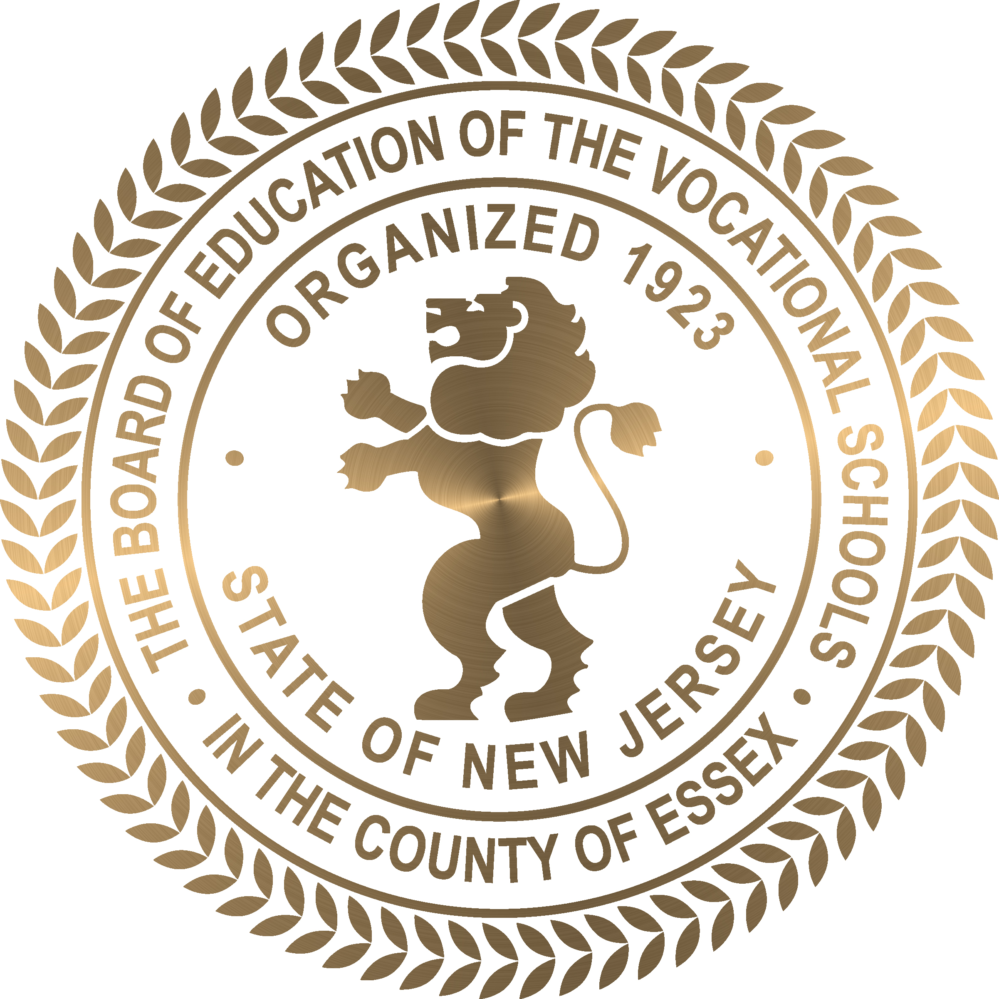 THE BOARD OF EDUCATION OF THE VOCATIONAL SCHOOLS
• IN THE COUNTY OF ESSEX •
ORGANIZED 1923
• STATE OF NEW JERSEY •